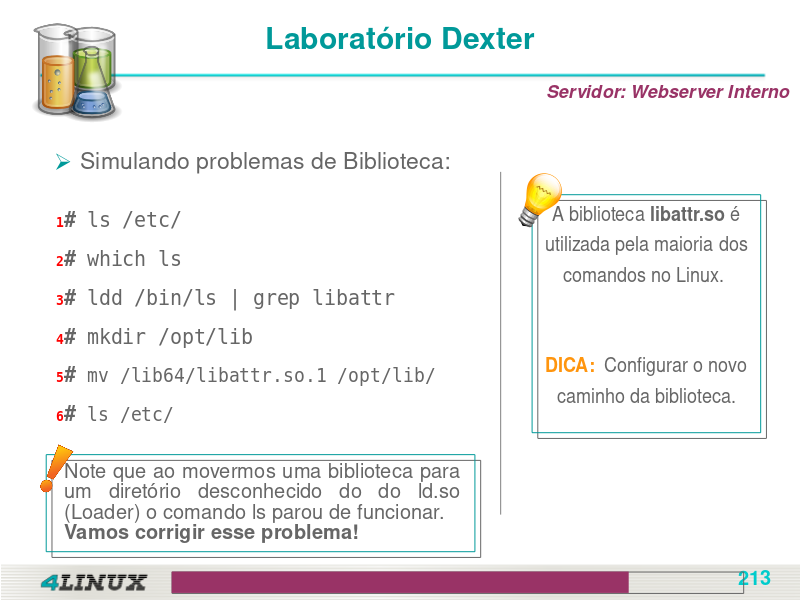 Laboratório Dexter
Servidor: Webserver Interno
Simulando problemas de Biblioteca:
1# ls /etc/
2# which ls
3# ldd /bin/ls | grep libattr
4# mkdir /opt/lib
5# mv /lib64/libattr.so.1 /opt/lib/
6# ls /etc/
A biblioteca libattr.so é
utilizada pela maioria dos
comandos no Linux.
DICA: Configurar o novo
caminho da biblioteca.
Note que ao movermos uma biblioteca para
um diretório desconhecido do do ld.so
(Loader) o comando ls parou de funcionar.
Vamos corrigir esse problema!
4LINUX
213